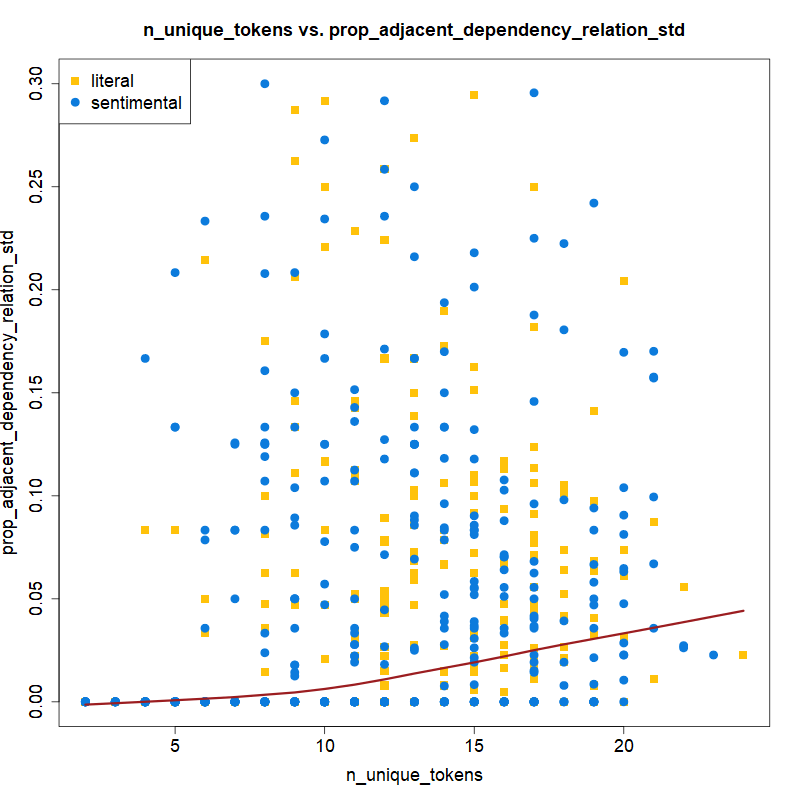 n_unique_tokens vs. prop_adjacent_dependency_relation_std
literal
sentimental
prop_adjacent_dependency_relation_std
0.30
0.25
0.20
0.15
0.10
0.05
0.00
5
10
15
20
n_unique_tokens